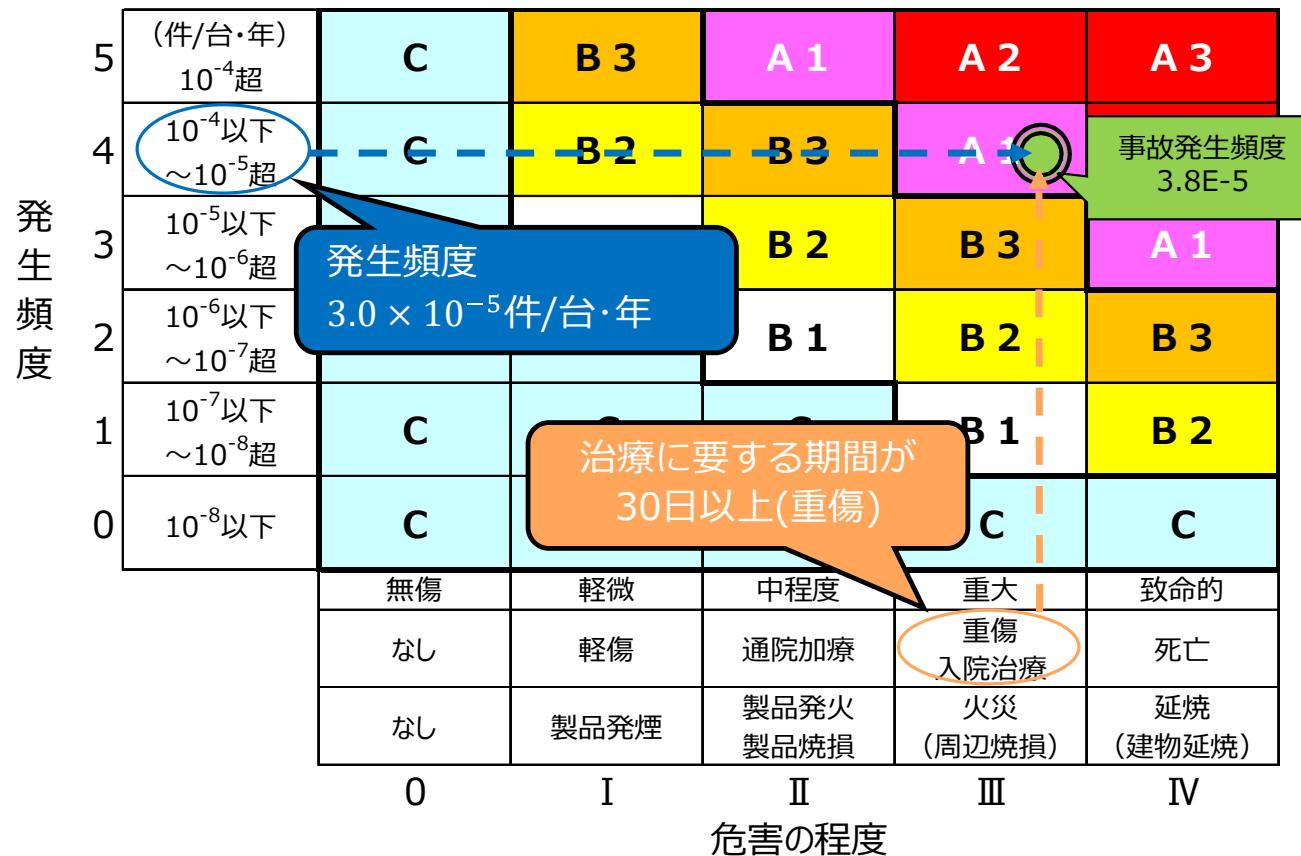 5 (件/台･年) 10⁻⁴超 C B 3 A 1 A 2 A 3
4 10⁻⁴以下 ～10⁻⁵超 C B 2 B 3 A 1
事故発生頻度
3.8E-5
発生頻度
3 10⁻⁵以下 ～10⁻⁶超 B 2 B 3 A 1
発生頻度
3.0 × 10⁻⁵件/台･年
2 10⁻⁶以下 ～10⁻⁷超 B 1 B 2 B 3
1 10⁻⁷以下 ～10⁻⁸超 C B 1 B 2
治療に要する期間が
30日以上(重傷)
0 10⁻⁸以下 C C C
無傷 軽微 中程度 重大 致命的
なし 軽傷 通院加療 重傷 入院治療 死亡
なし 製品発煙 製品発火 製品焼損 火災 （周辺焼損） 延焼 （建物延焼）
0 Ⅰ Ⅱ Ⅲ Ⅳ
危害の程度